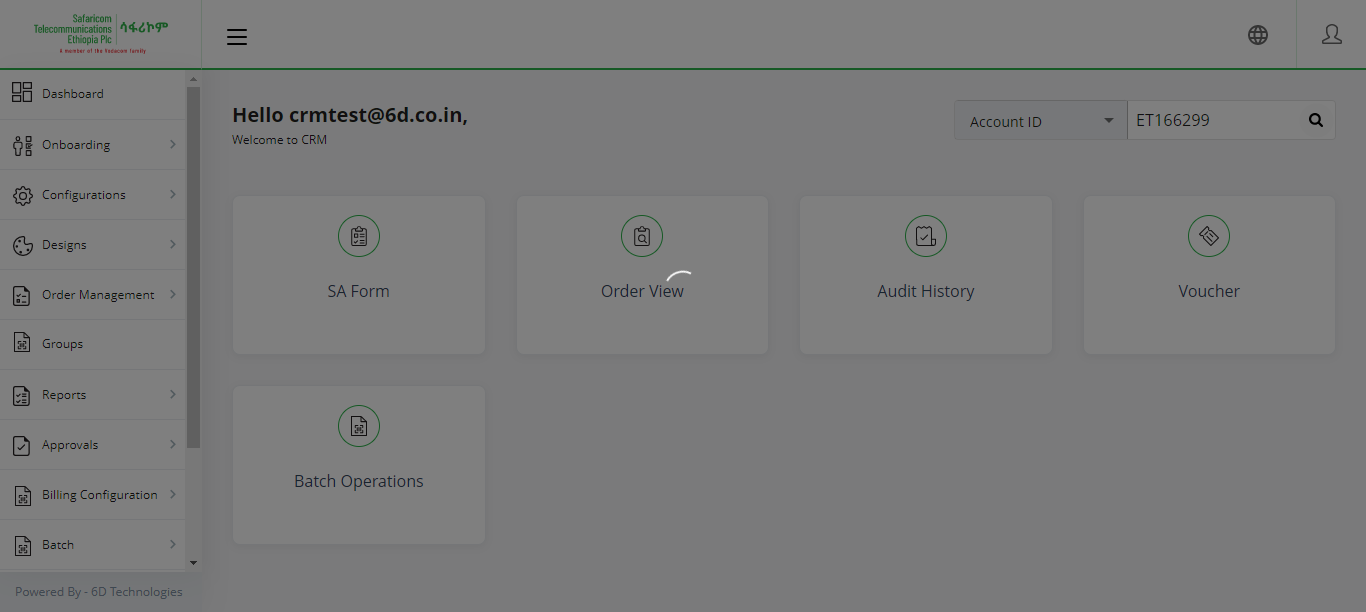 Safaricom
Telecommunications
Ethiopia Plc
ሳፋሪኮም
A member of the Vodacom family
Dashboard
Onboarding
Configurations
Designs
Order Management
Groups
Reports
Approvals
Billing Configuration
Batch
Powered By - 6D Technologies
Hello crmtest@6d.co.in,
Welcome to CRM
Account ID
ET166299
SA Form
Order View
Audit History
Voucher
Batch Operations